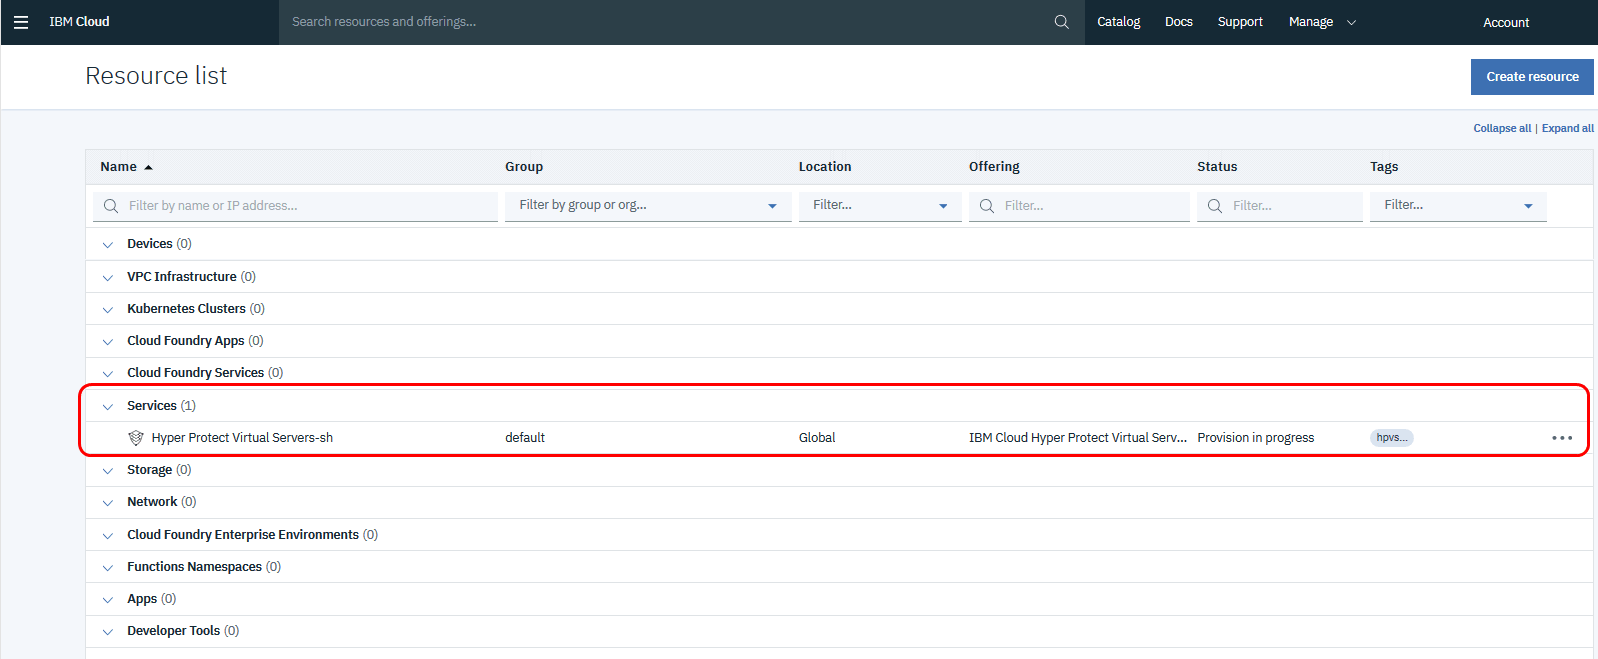 IBM Cloud Search resources and offerings... Catalog Docs Support Manage Account
Resource list Create resource
Collapse all | Expand all
Name Group Location Offering Status Tags
Filter by name or IP address... Filter by group or org... Filter... Filter... Filter... Filter...
Devices (0)
VPC Infrastructure (0)
Kubernetes Clusters (0)
Cloud Foundry Apps (0)
Cloud Foundry Services (0)
Services (1)
Hyper Protect Virtual Servers-sh default Global IBM Cloud Hyper Protect Virtual Serv... Provision in progress hpvs...
Storage (0)
Network (0)
Cloud Foundry Enterprise Environments (0)
Functions Namespaces (0)
Apps (0)
Developer Tools (0)